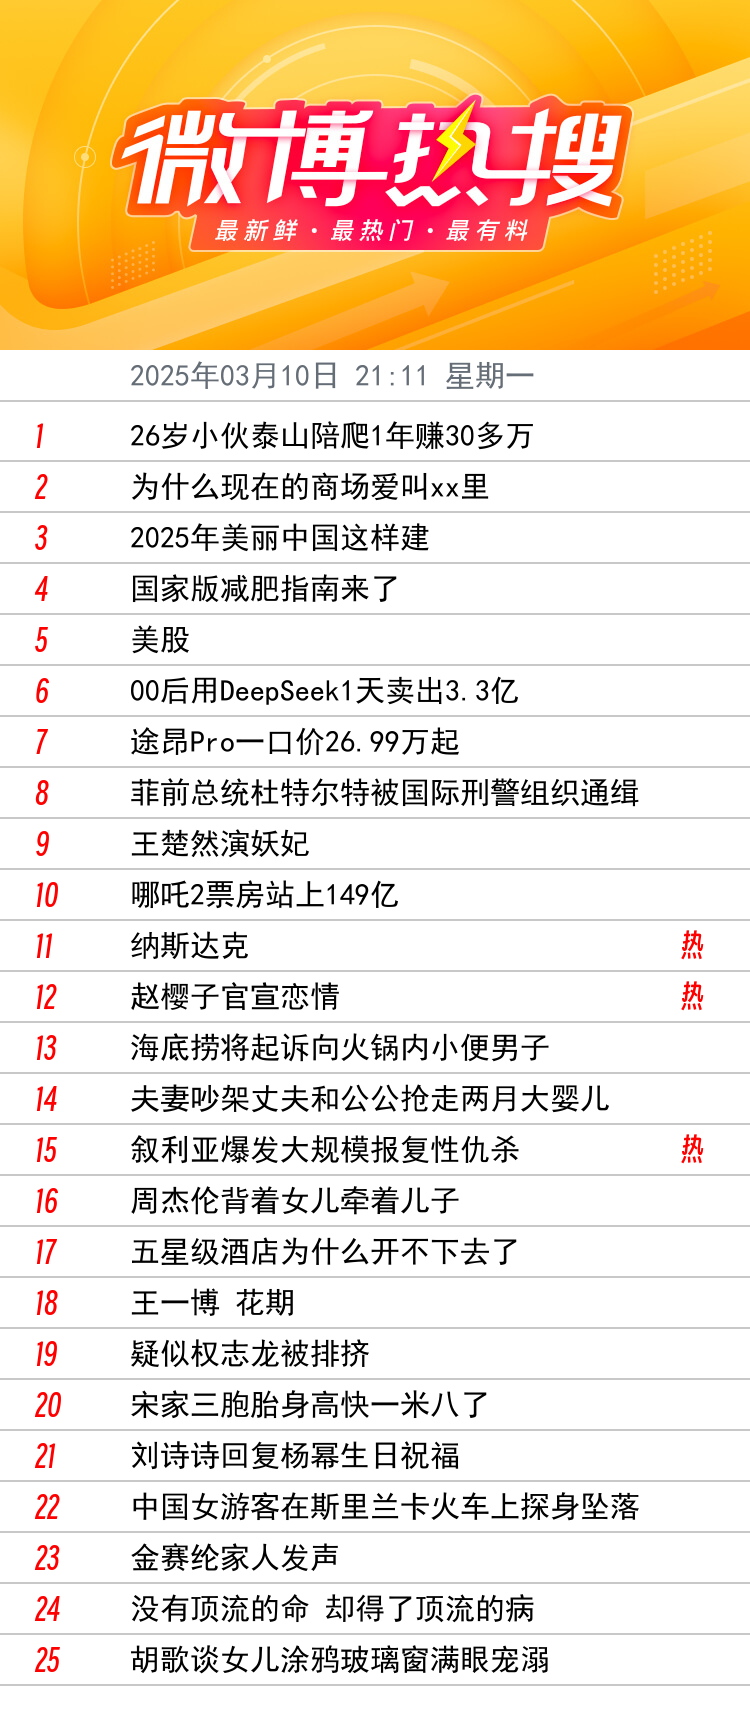 微博热搜
最新鲜·最热门·最有料
2025年03月10日 21:11 星期一
1 26岁小伙泰山陪爬1年赚30多万
2 为什么现在的商场爱叫xx里
3 2025年美丽中国这样建
4 国家版减肥指南来了
5 美股
6 00后用DeepSeek1天卖出3.3亿
7 途昂Pro一口价26.99万起
8 菲前总统杜特尔特被国际刑警组织通缉
9 王楚然演妖妃
10 哪吒2票房站上149亿
11 纳斯达克 热
12 赵樱子官宣恋情 热
13 海底捞将起诉向火锅内小便男子
14 夫妻吵架丈夫和公公抢走两月大婴儿
15 叙利亚爆发大规模报复性仇杀 热
16 周杰伦背着女儿牵着儿子
17 五星级酒店为什么开不下去了
18 王一博 花期
19 疑似权志龙被排挤
20 宋家三胞胎身高快一米八了
21 刘诗诗回复杨幂生日祝福
22 中国女游客在斯里兰卡火车上探身坠落
23 金赛纶家人发声
24 没有顶流的命 却得了顶流的病
25 胡歌谈女儿涂鸦玻璃窗满眼宠溺